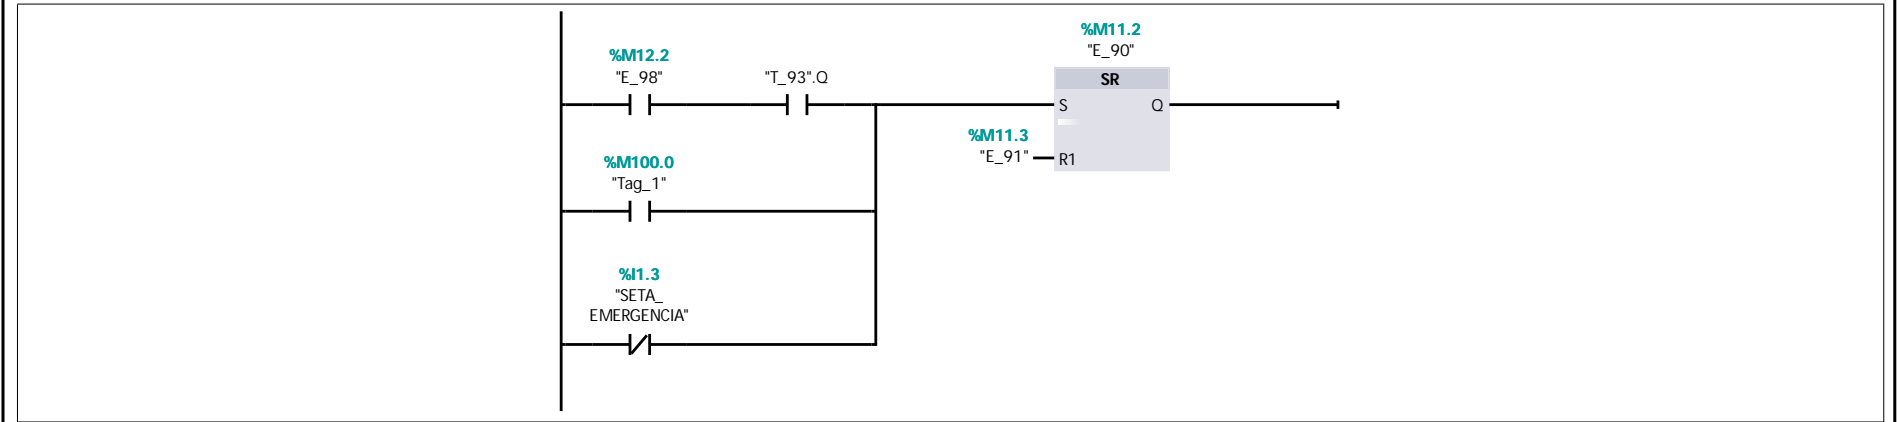 %M11.2
"E_90"
%M12.2
"E_98"
"T_93".Q
SR
S
Q
%M11.3
"E_91"
R1
%M100.0
"Tag_1"
%I1.3
"SETA_
EMERGENCIA"